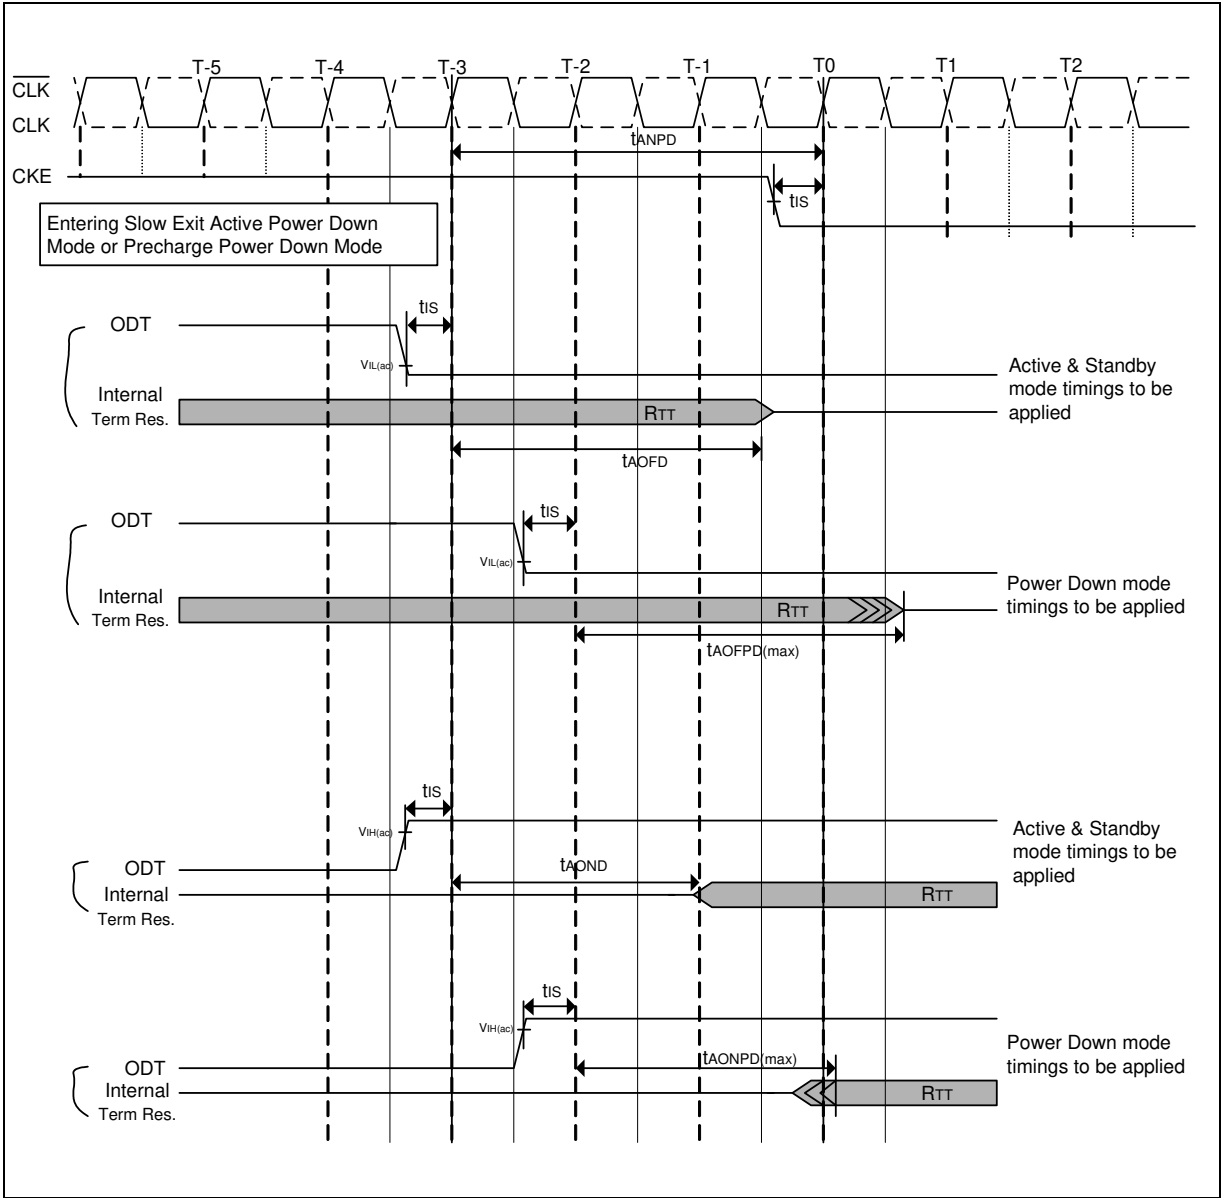 T-5 T-4 T-3 T-2 T-1 T0 T1 T2
CLK
CLK
tANPD
CKE
tIS
Entering Slow Exit Active Power Down
Mode or Precharge Power Down Mode
tIS
ODT
VIL(ac)
Active & Standby
mode timings to be
applied
Internal
Term Res.
RTT
tAOFD
ODT
tIS
VIL(ac)
Power Down mode
timings to be applied
Internal
Term Res.
RTT
tAOFPD(max)
tIS
VIH(ac)
Active & Standby
mode timings to be
applied
ODT
tAOND
Internal
Term Res.
RTT
tIS
VIH(ac)
Power Down mode
timings to be applied
ODT
tAONPD(max)
Internal
Term Res.
RTT